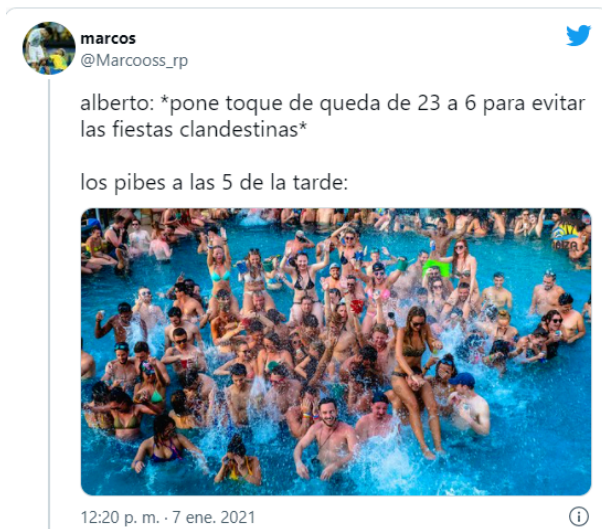 marcos
@Marcooss_rp
alberto: *pone toque de queda de 23 a 6 para evitar
las fiestas clandestinas*
los pibes a las 5 de la tarde:
12:20 p. m. · 7 ene. 2021